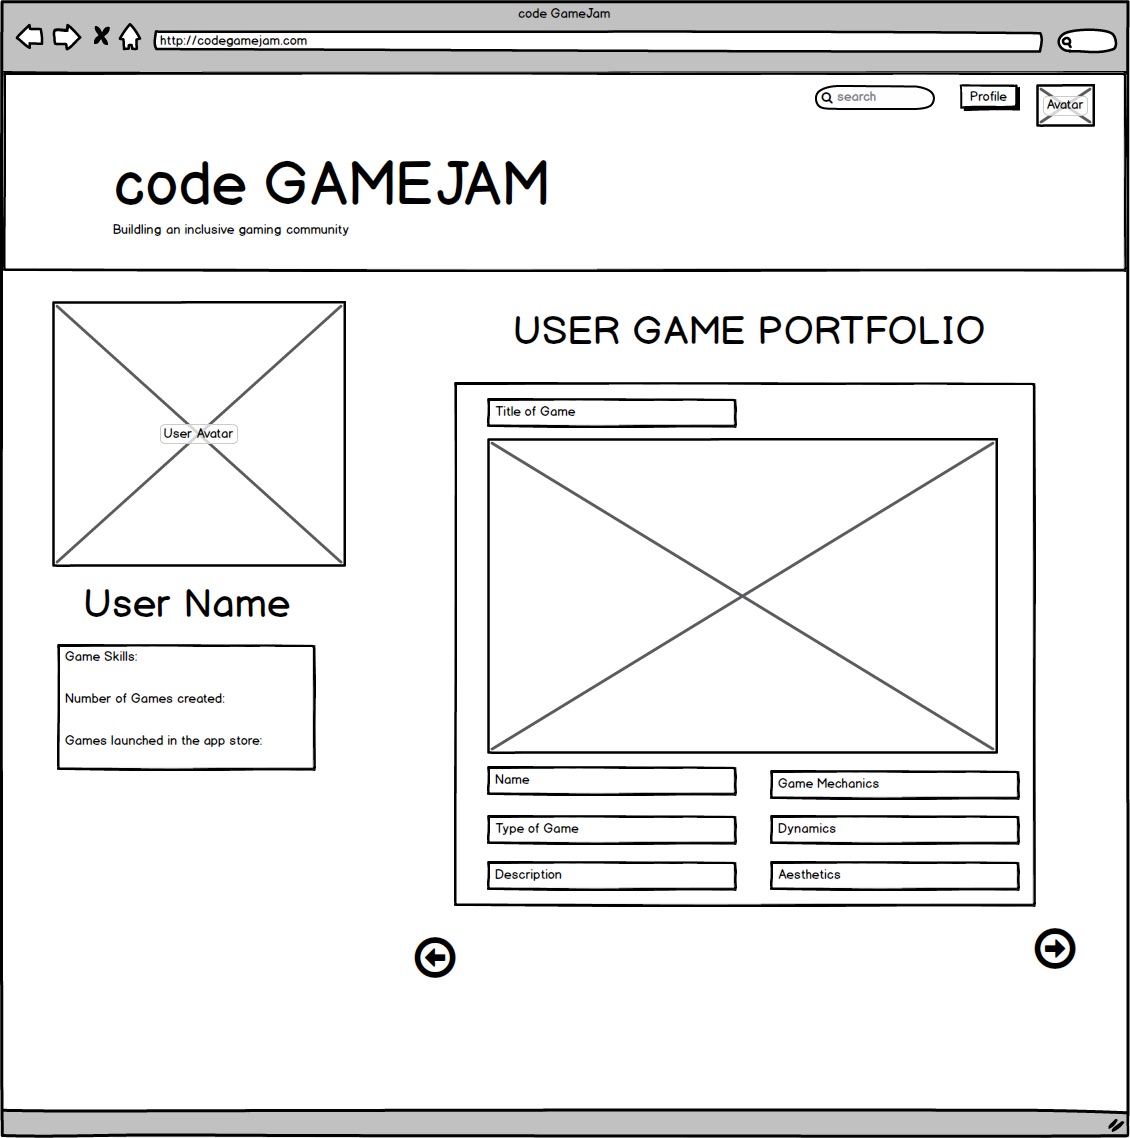 code GameJam
http://codegamejam.com
search
Profile
Avatar
code GAMEJAM
Buildling an inclusive gaming community
User Avatar
User Name
Game Skills:
Number of Games created:
Games launched in the app store:
USER GAME PORTFOLIO
Title of Game
Name
Game Mechanics
Type of Game
Dynamics
Description
Aesthetics